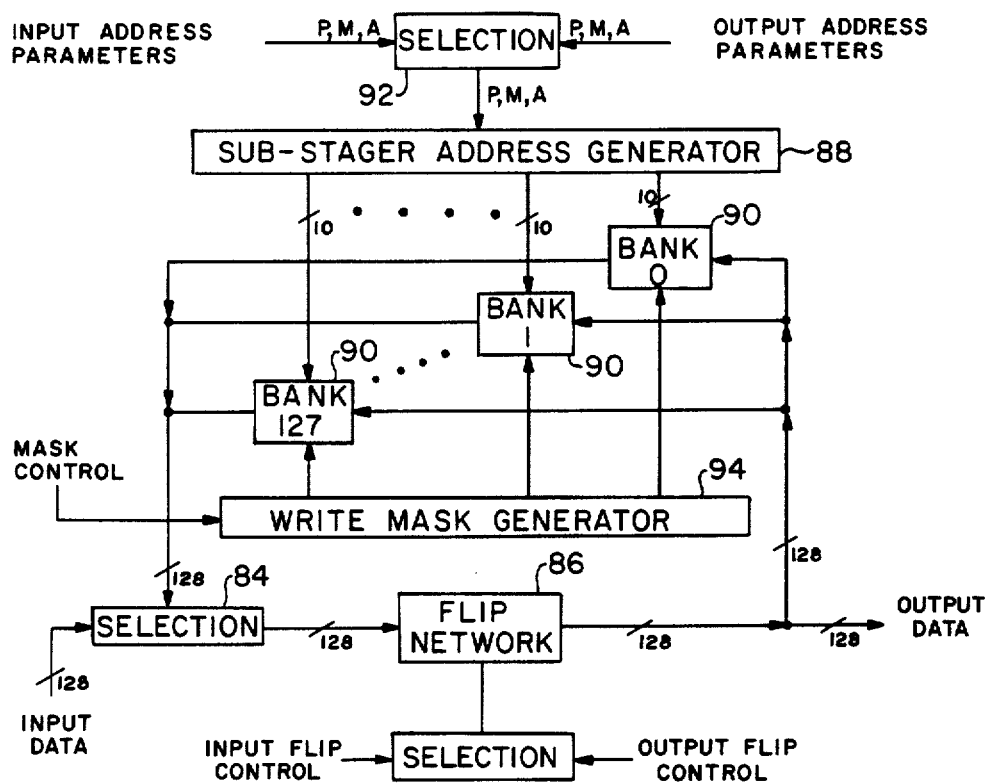 INPUT ADDRESS
PARAMETERS
P,M,A
SELECTION
P,M,A
OUTPUT ADDRESS
PARAMETERS
92
P,M,A
SUB-STAGER ADDRESS GENERATOR
88
10
10
10
90
BANK
0
BANK
1
90
90
BANK
127
MASK
CONTROL
94
WRITE MASK GENERATOR
128
128
84
SELECTION
128
86
FLIP
NETWORK
128
128
OUTPUT
DATA
128
INPUT
DATA
INPUT FLIP
CONTROL
SELECTION
OUTPUT FLIP
CONTROL